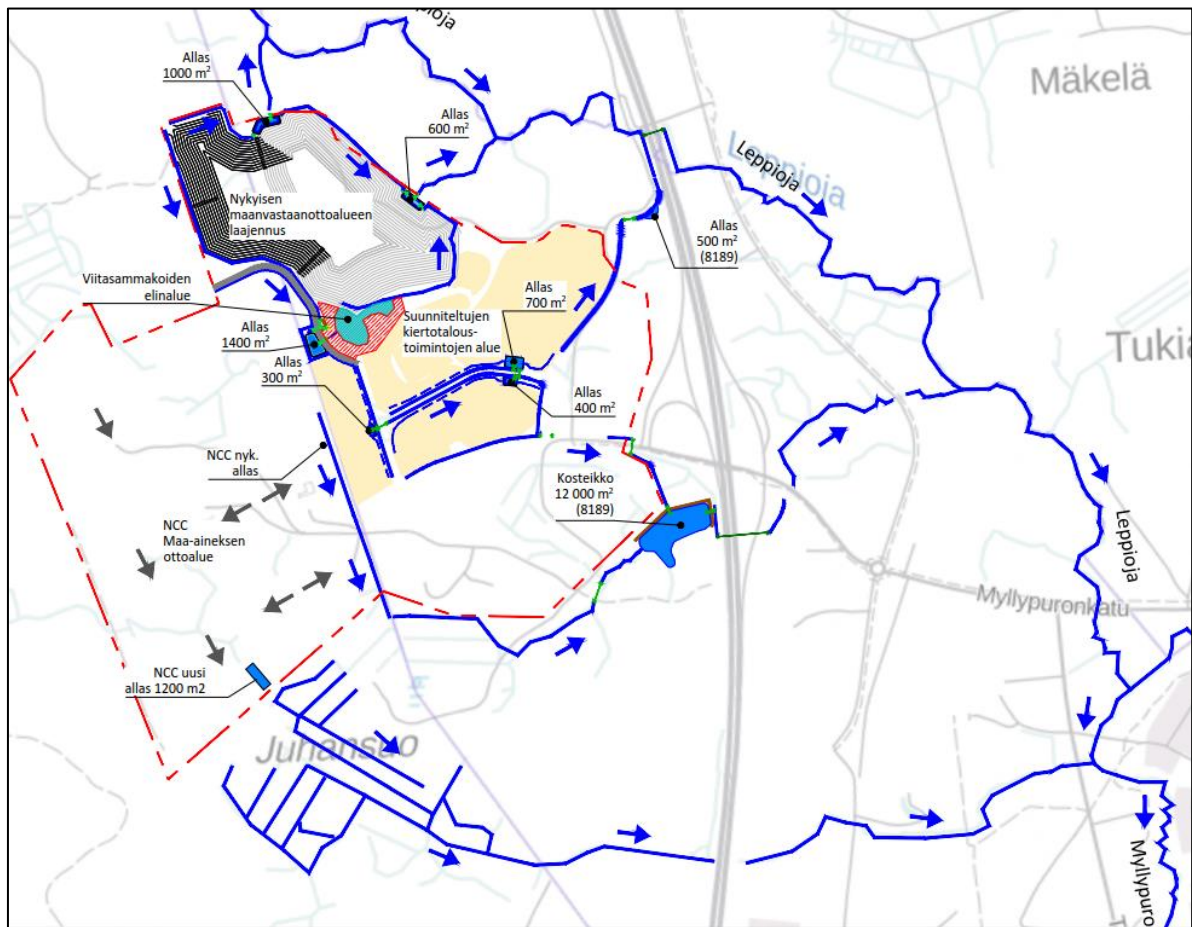 Leppioja
Allas
1000 m²
Mäkelä
Allas
600 m²
Leppioja
Leppioja
Nykyisen
maanvastaanottoalueen
laajennus
Allas
500 m²
(8189)
Viitasammakoiden
elinalue
Allas
700 m²
Suunniteltujen
kiertotalous-
toimintojen alue
Allas
1400 m²
Allas
300 m²
Allas
400 m²
NCC nyk.
allas
Kosteikko
12 000 m²
(8189)
NCC
Maa-aineksen
ottoalue
Leppioja
Myllypuronkatu
NCC uusi
allas 1200 m2
Juhansuo
Myllypuro